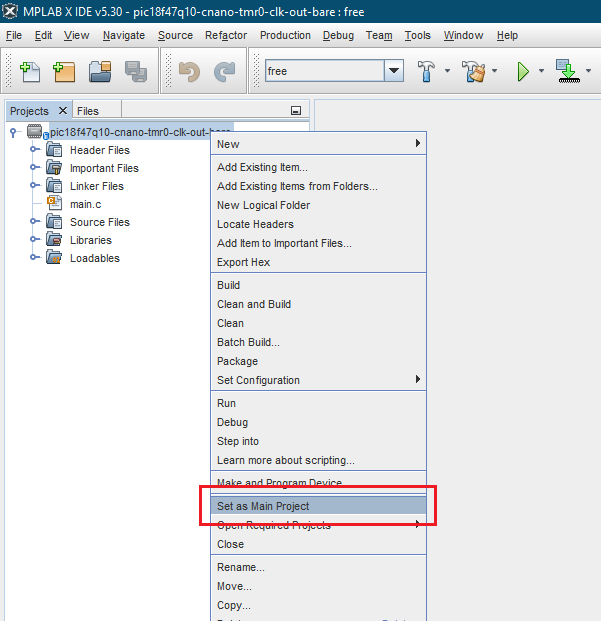 MPLAB X IDE v5.30 - pic18f47q10-cnano-tmr0-clk-out-bare : free
File Edit View Navigate Source Refactor Production Debug Team Tools Window Help
free
Projects X Files
pic18f47q10-cnano-tmr0-clk-out-bare
Header Files
Important Files
Linker Files
main.c
Source Files
Libraries
Loadables
New
Add Existing Item...
Add Existing Items from Folders...
New Logical Folder
Locate Headers
Add Item to Important Files...
Export Hex
Build
Clean and Build
Clean
Batch Build...
Package
Set Configuration
Run
Debug
Step into
Learn more about scripting...
Make and Program Device
Set as Main Project
Open Required Projects
Close
Rename...
Move...
Copy...